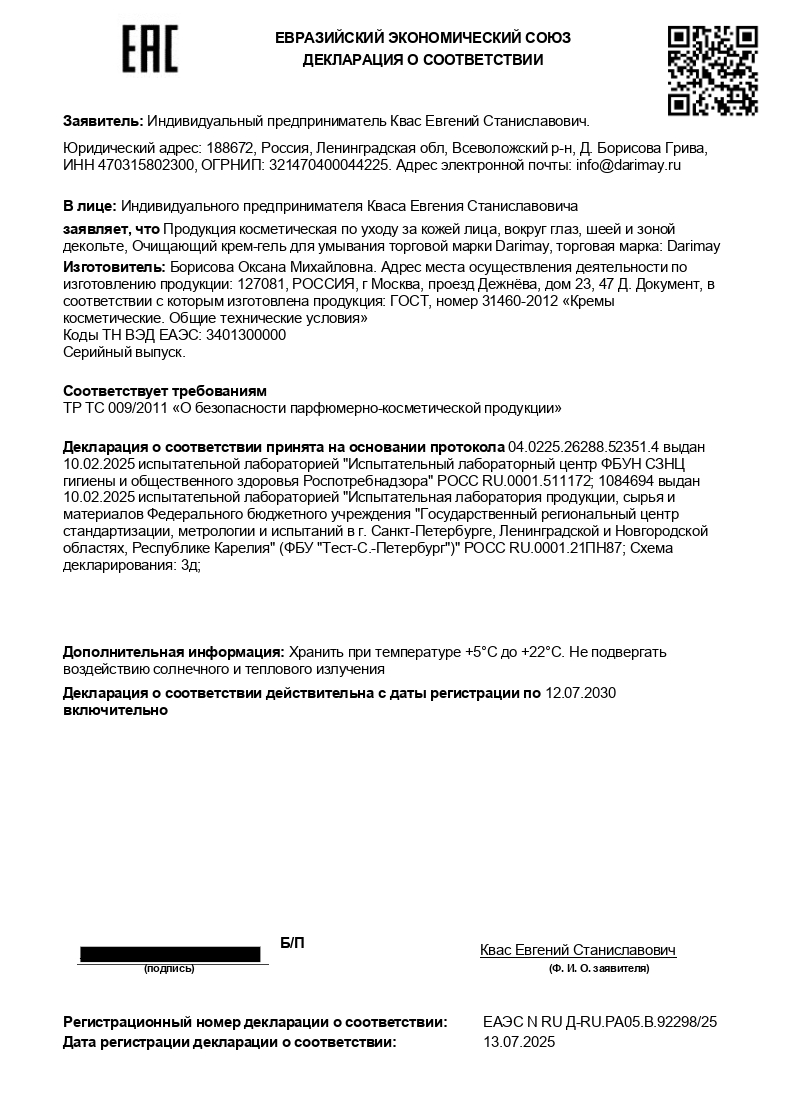 EAC
ЕВРАЗИЙСКИЙ ЭКОНОМИЧЕСКИЙ СОЮЗ
ДЕКЛАРАЦИЯ О СООТВЕТСТВИИ
Заявитель: Индивидуальный предприниматель Квас Евгений Станиславович.
Юридический адрес: 188672, Россия, Ленинградская обл, Всеволожский р-н, Д. Борисова Грива,
ИНН 470315802300, ОГРНИП: 321470400044225. Адрес электронной почты: info@darimay.ru
В лице: Индивидуального предпринимателя Кваса Евгения Станиславовича
заявляет, что Продукция косметическая по уходу за кожей лица, вокруг глаз, шеей и зоной
декольте, Очищающий крем-гель для умывания торговой марки Darimay, торговая марка: Darimay
Изготовитель: Борисова Оксана Михайловна. Адрес места осуществления деятельности по
изготовлению продукции: 127081, РОССИЯ, г Москва, проезд Дежнёва, дом 23, 47 Д. Документ, в
соответствии с которым изготовлена продукция: ГОСТ, номер 31460-2012 «Кремы
косметические. Общие технические условия»
Коды ТН ВЭД ЕАЭС: 3401300000
Серийный выпуск.
Соответствует требованиям
ТР ТС 009/2011 «О безопасности парфюмерно-косметической продукции»
Декларация о соответствии принята на основании протокола 04.0225.26288.52351.4 выдан
10.02.2025 испытательной лабораторией "Испытательный лабораторный центр ФБУН СЗНЦ
гигиены и общественного здоровья Роспотребнадзора" РОСС RU.0001.511172; 1084694 выдан
10.02.2025 испытательной лабораторией "Испытательная лаборатория продукции, сырья и
материалов Федерального бюджетного учреждения "Государственный региональный центр
стандартизации, метрологии и испытаний в г. Санкт-Петербурге, Ленинградской и Новгородской
областях, Республике Карелия" (ФБУ "Тест-С.-Петербург")" РОСС RU.0001.21ПН87; Схема
декларирования: 3д;
Дополнительная информация: Хранить при температуре +5°C до +22°C. Не подвергать
воздействию солнечного и теплового излучения
Декларация о соответствии действительна с даты регистрации по 12.07.2030
включительно
Б/П
Квас Евгений Станиславович
(подпись)
(Ф. И. О. заявителя)
Регистрационный номер декларации о соответствии: ЕАЭС N RU Д-RU.РА05.В.92298/25
Дата регистрации декларации о соответствии: 13.07.2025